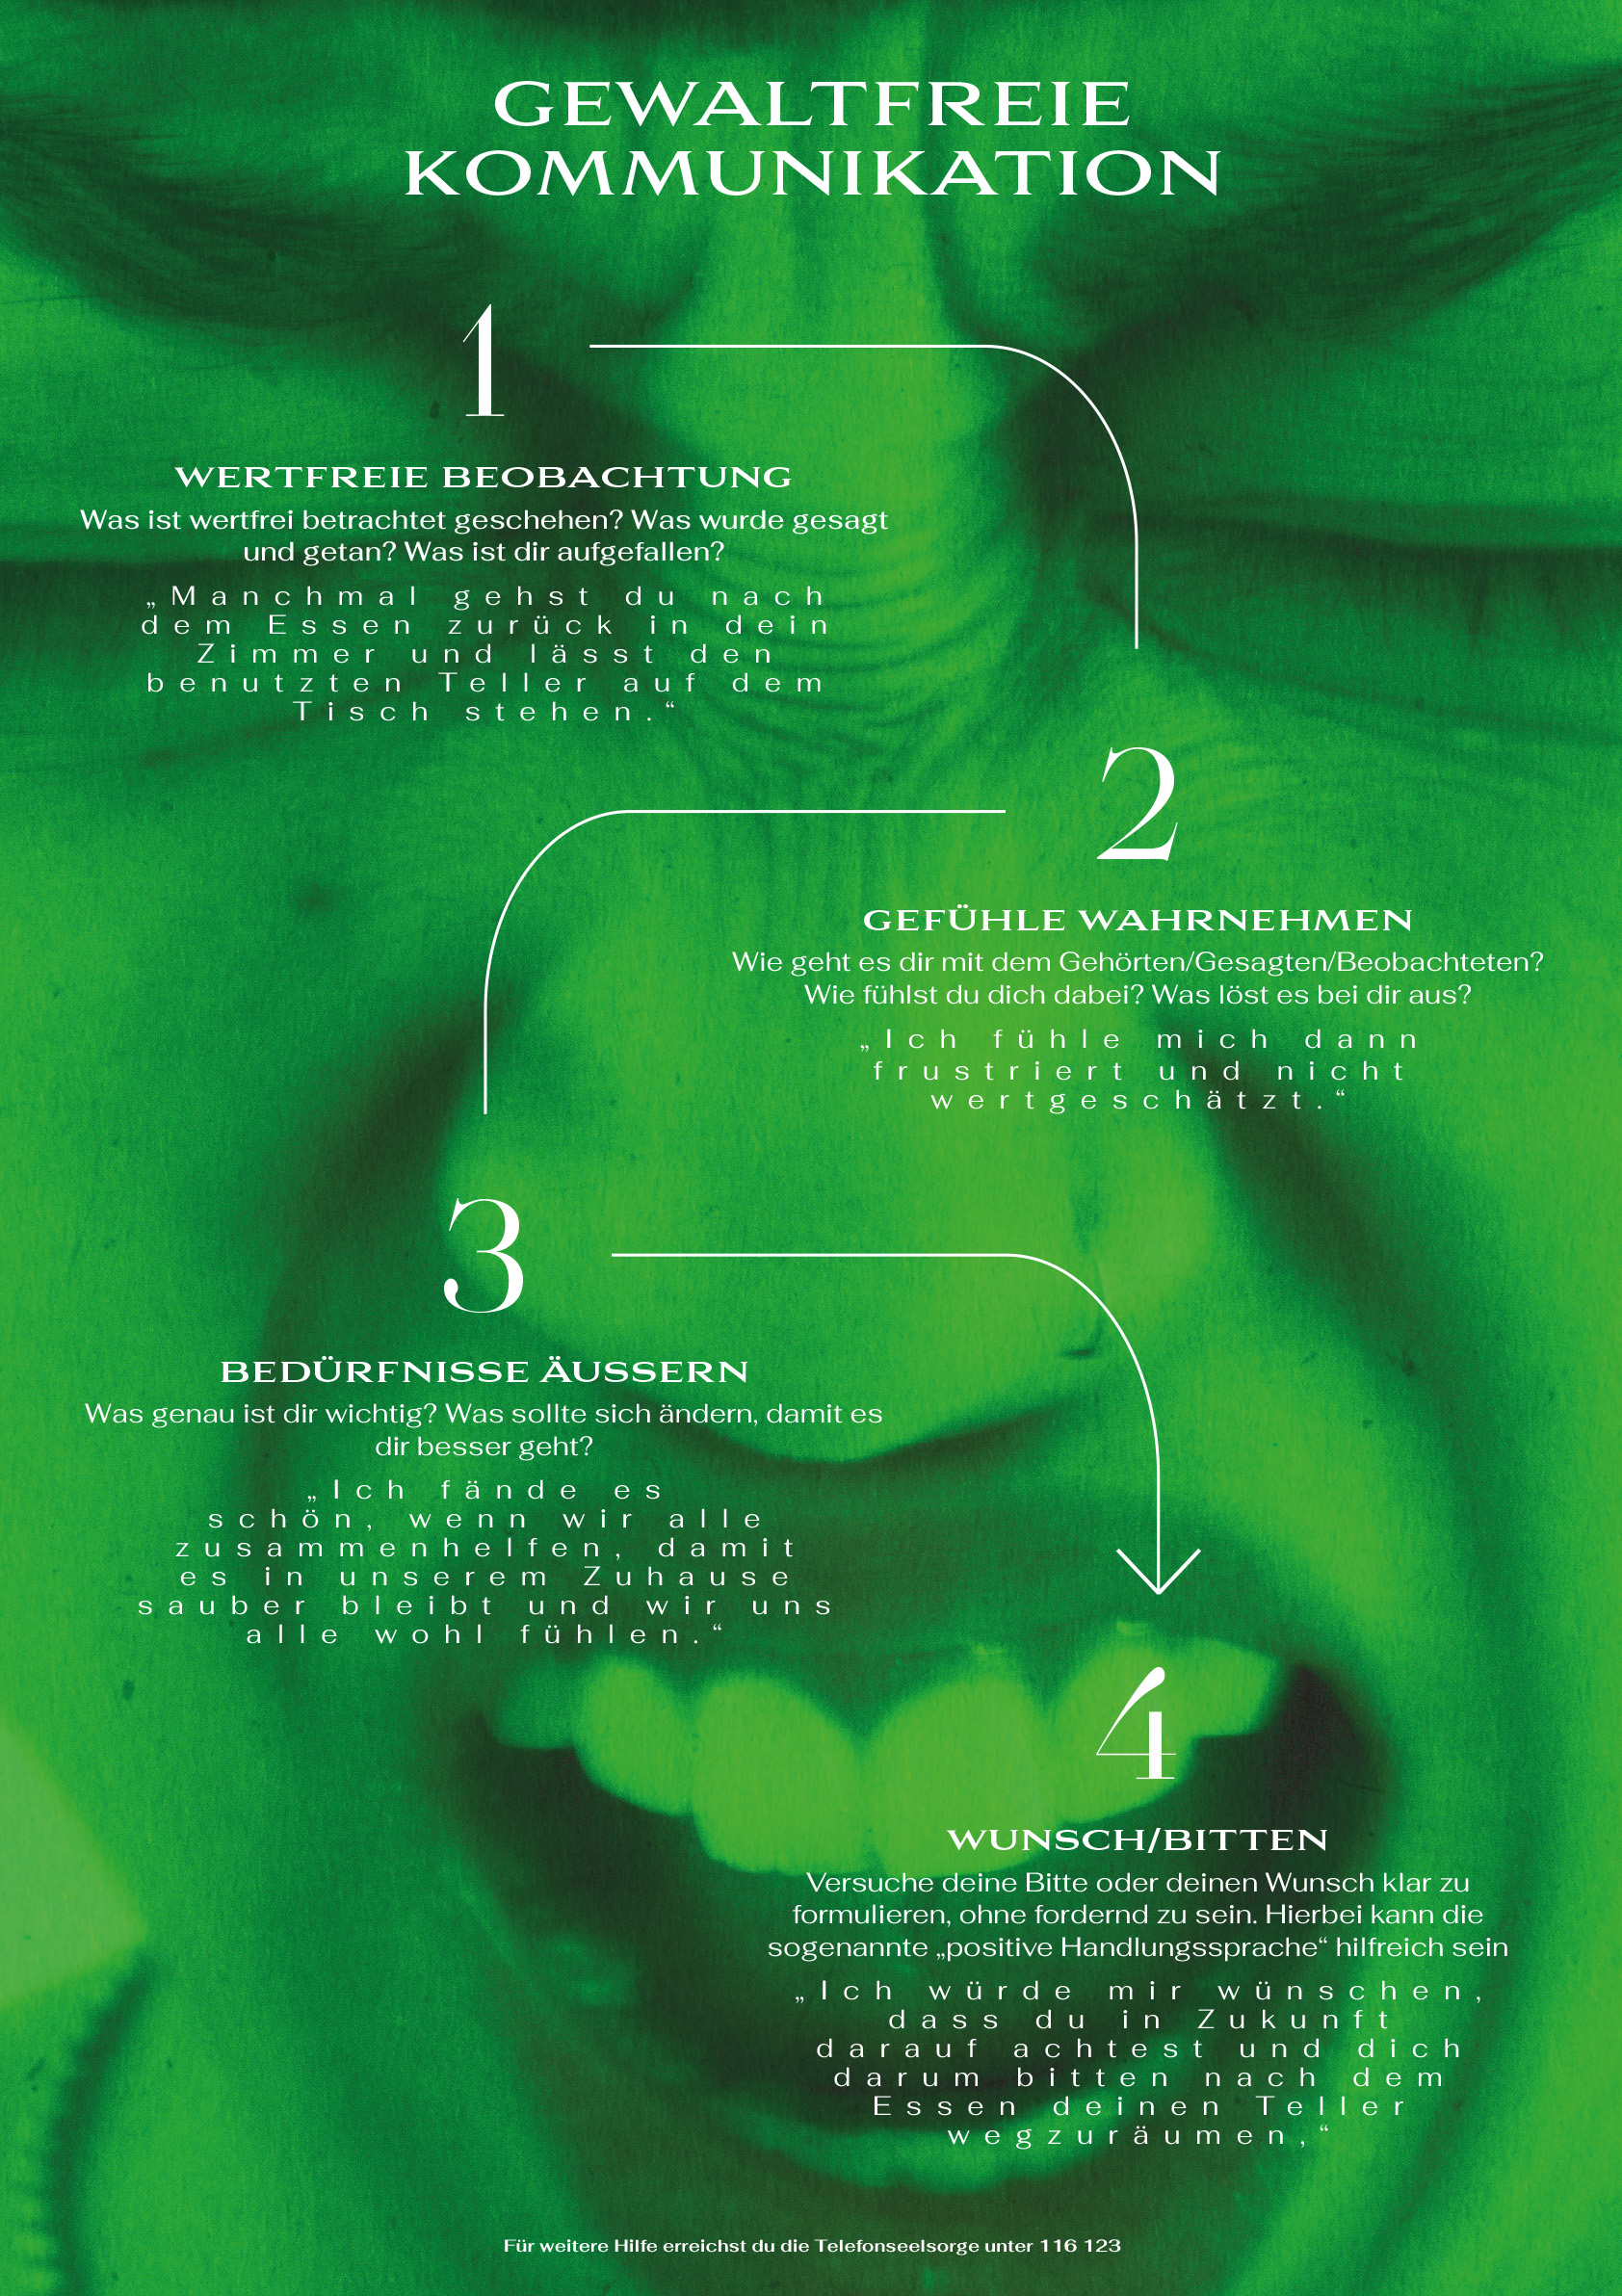 GEWALTFREIE
KOMMUNIKATION
1
WERTFREIE BEOBACHTUNG
Was ist wertfrei betrachtet geschehen? Was wurde gesagt
und getan? Was ist dir aufgefallen?
„Manchmal gehst du nach
dem Essen zurück in dein
Zimmer und lässt den
benutzten Teller auf dem
Tisch stehen.“
2
GEFÜHLE WAHRNEHMEN
Wie geht es dir mit dem Gehörten/Gesagten/Beobachteten?
Wie fühlst du dich dabei? Was löst es bei dir aus?
„Ich fühle mich dann
frustriert und nicht
wertgeschätzt.“
3
BEDÜRFNISSE ÄUSSERN
Was genau ist dir wichtig? Was sollte sich ändern, damit es
dir besser geht?
„Ich fände es
schön, wenn wir alle
zusammenhelfen, damit
es in unserem Zuhause
sauber bleibt und wir uns
alle wohl fühlen.“
4
WUNSCH/BITTEN
Versuche deine Bitte oder deinen Wunsch klar zu
formulieren, ohne fordernd zu sein. Hierbei kann die
sogenannte „positive Handlungssprache“ hilfreich sein
„Ich würde mir wünschen,
dass du in Zukunft
darauf achtest und dich
darum bitten nach dem
Essen deinen Teller
wegzuräumen,“
Für weitere Hilfe erreichst du die Telefonseelsorge unter 116 123